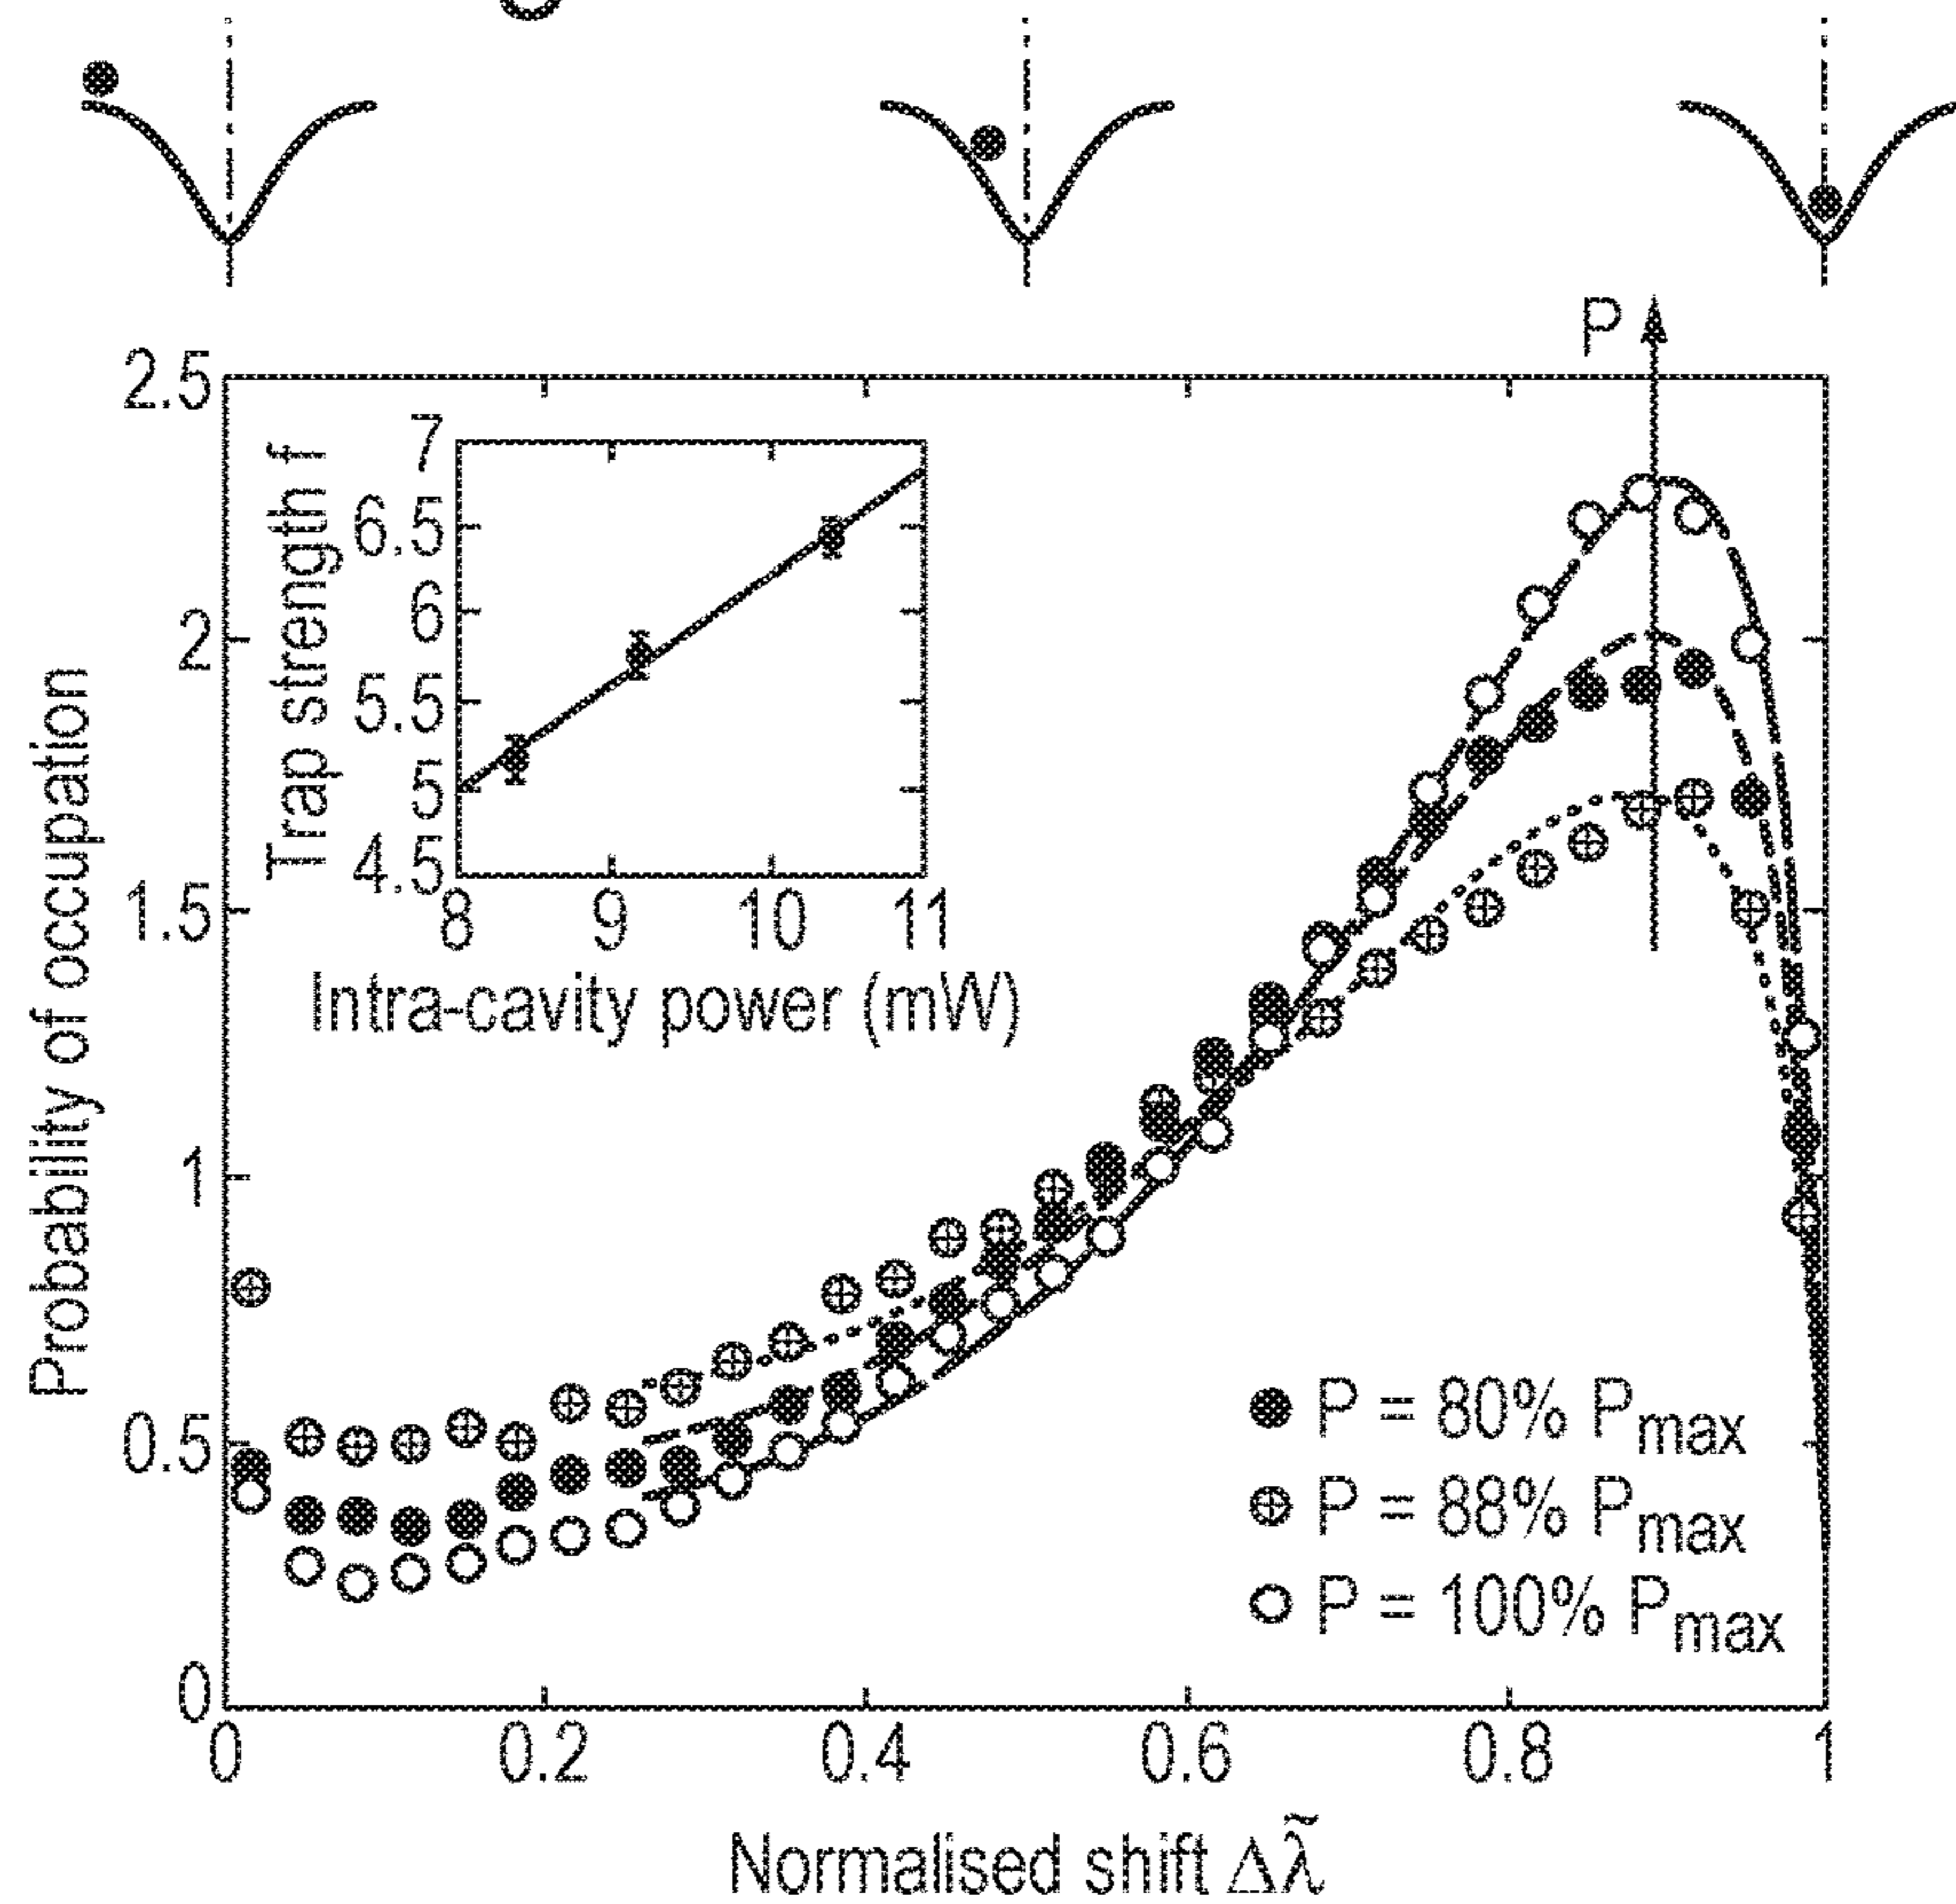 P
2.5
2
1.5
1
0.5
0
Probability of occupation
0
0.2
0.4
0.6
0.8
1
Normalised shift Δλ̃
Trap strength f
7
6.5
6
5.5
5
4.5
8
9
10
11
Intra-cavity power (mW)
P = 80% Pmax
P = 88% Pmax
P = 100% Pmax